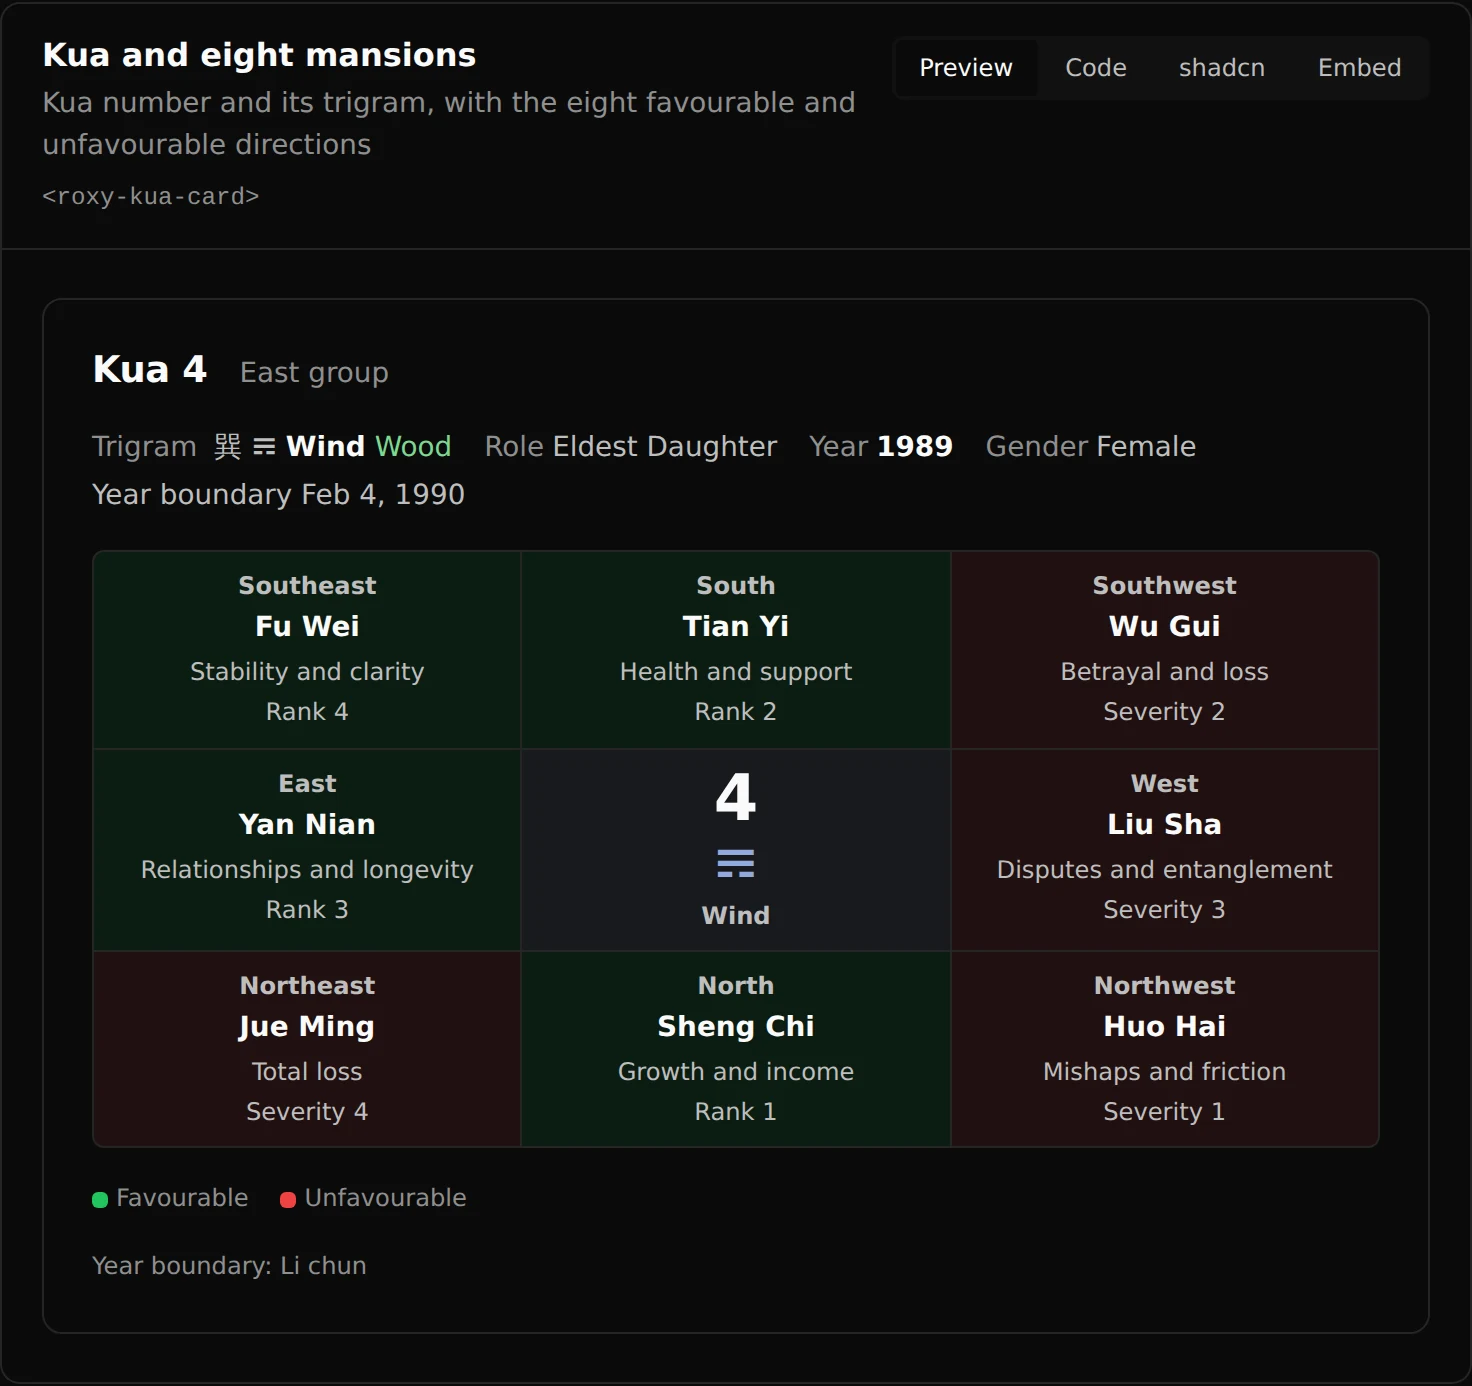 Kua and eight mansions
Preview Code shadcn Embed
Kua number and its trigram, with the eight favourable and
unfavourable directions
<roxy-kua-card>
Kua 4 East group
Trigram 巽 ☴ Wind Wood Role Eldest Daughter Year 1989 Gender Female
Year boundary Feb 4, 1990
Southeast
Fu Wei
Stability and clarity
Rank 4
South
Tian Yi
Health and support
Rank 2
Southwest
Wu Gui
Betrayal and loss
Severity 2
East
Yan Nian
Relationships and longevity
Rank 3
4
☴
Wind
West
Liu Sha
Disputes and entanglement
Severity 3
Northeast
Jue Ming
Total loss
Severity 4
North
Sheng Chi
Growth and income
Rank 1
Northwest
Huo Hai
Mishaps and friction
Severity 1
Favourable Unfavourable
Year boundary: Li chun